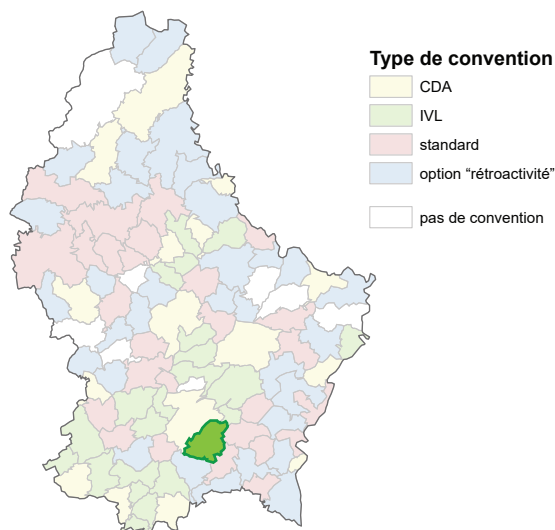 Type de convention
CDA
IVL
standard
option “rétroactivité”
pas de convention